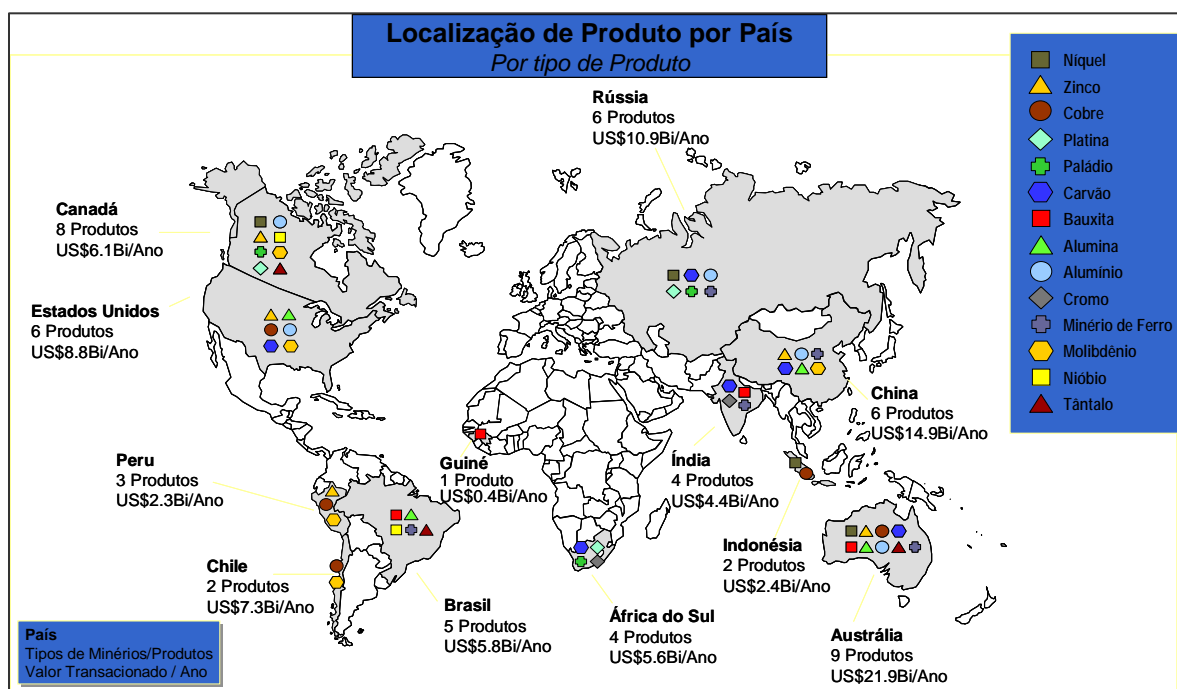 Localização de Produto por País
Por tipo de Produto
Níquel
Zinco
Cobre
Platina
Paládio
Carvão
Bauxita
Alumina
Alumínio
Cromo
Minério de Ferro
Molibdênio
Nióbio
Tântalo
Rússia
6 Produtos
US$10.9Bi/Ano
Canadá
8 Produtos
US$6.1Bi/Ano
Estados Unidos
6 Produtos
US$8.8Bi/Ano
China
6 Produtos
US$14.9Bi/Ano
Peru
3 Produtos
US$2.3Bi/Ano
Guiné
1 Produto
US$0.4Bi/Ano
Índia
4 Produtos
US$4.4Bi/Ano
Chile
2 Produtos
US$7.3Bi/Ano
Brasil
5 Produtos
US$5.8Bi/Ano
África do Sul
4 Produtos
US$5.6Bi/Ano
Indonésia
2 Produtos
US$2.4Bi/Ano
Austrália
9 Produtos
US$21.9Bi/Ano
País
Tipos de Minérios/Produtos
Valor Transacionado / Ano